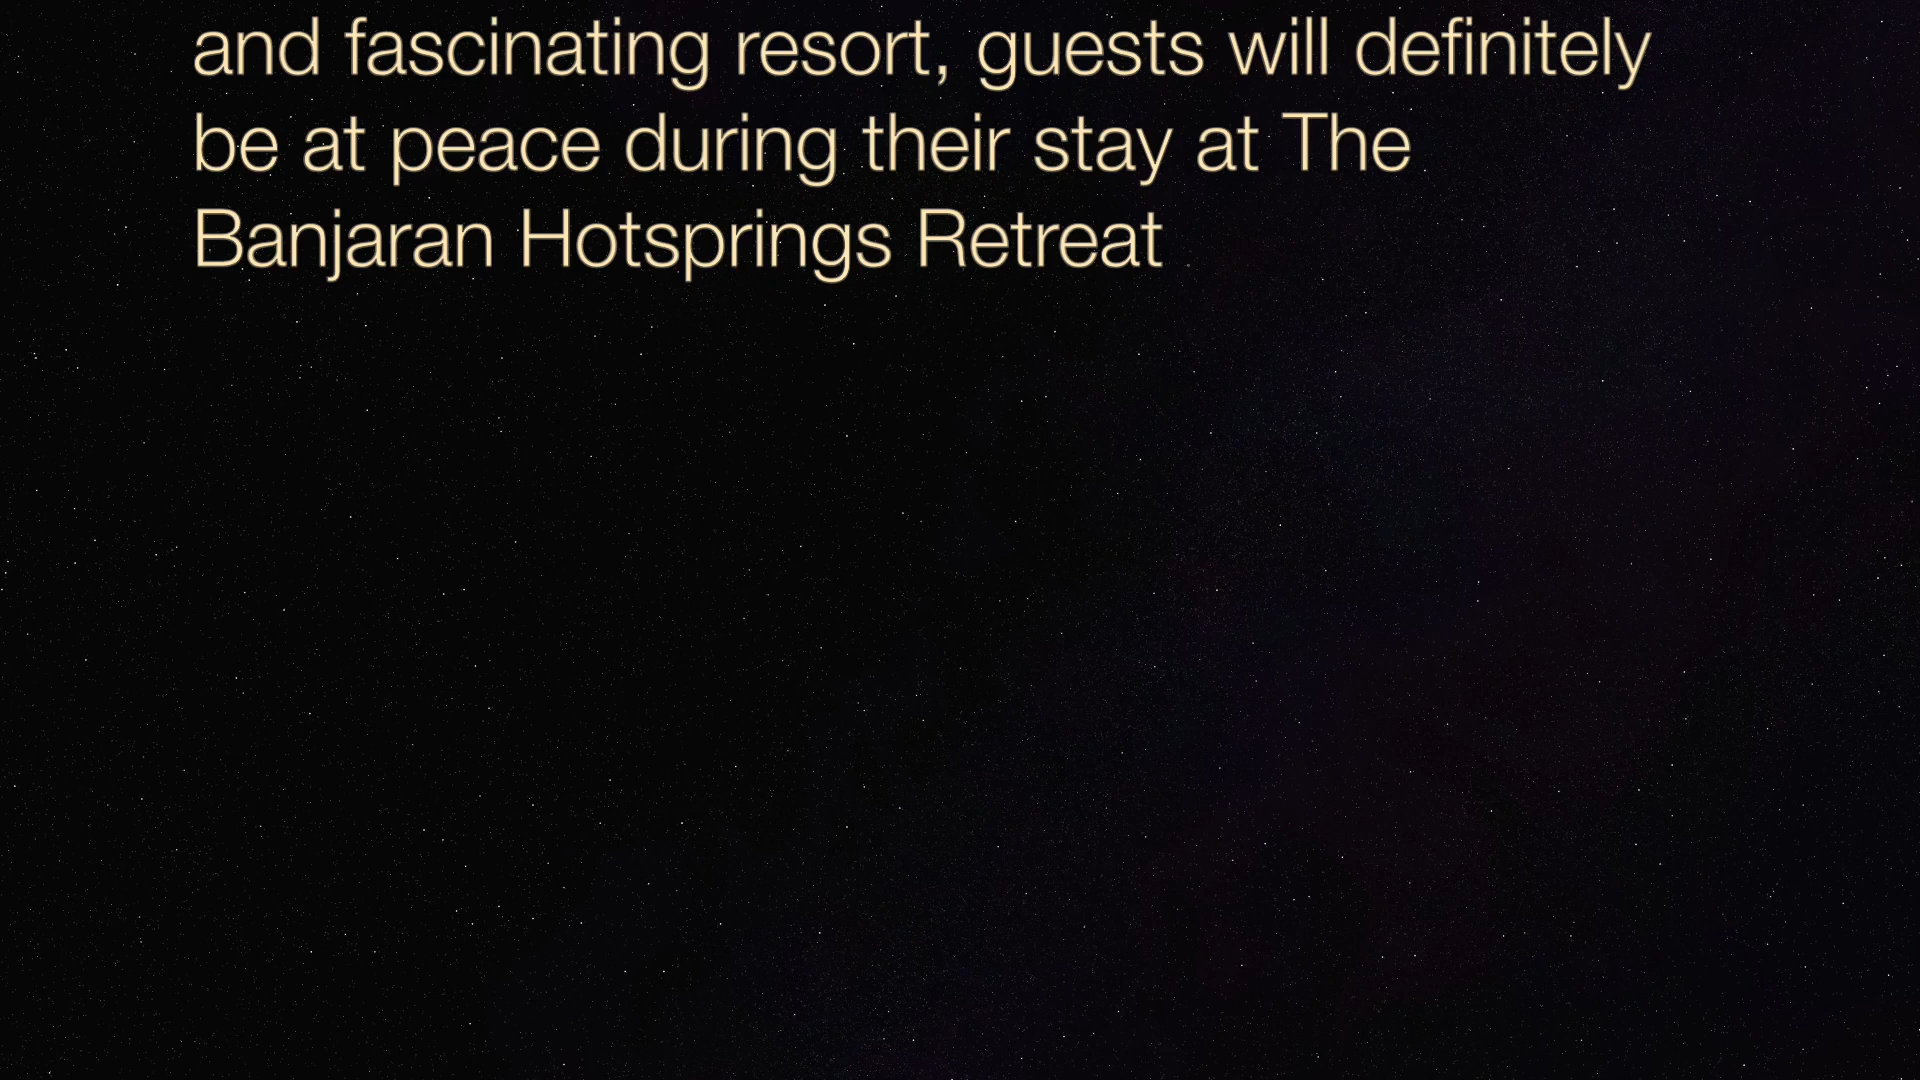 and fascinating resort, guests will definitely
be at peace during their stay at The
Banjaran Hotsprings Retreat